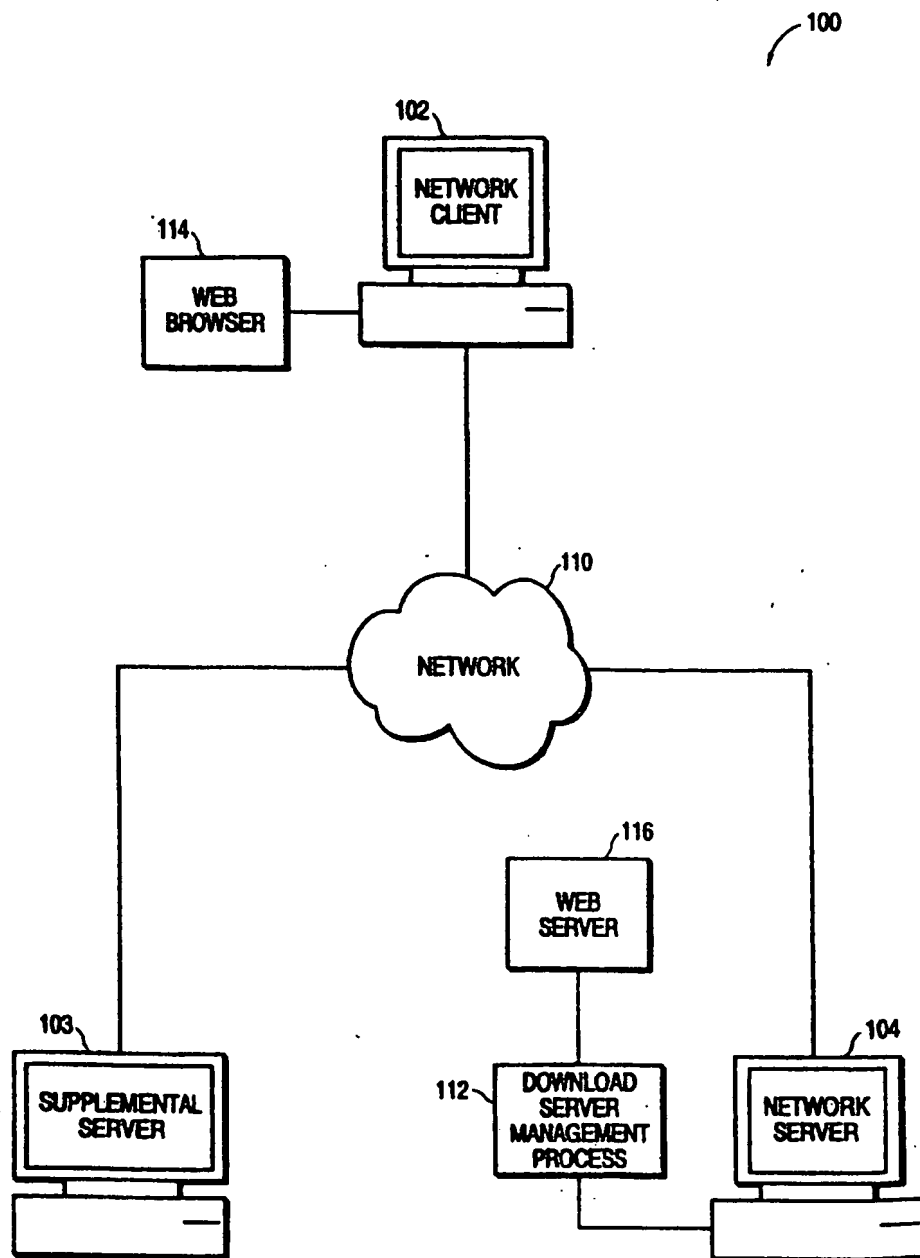 100
102
NETWORK
CLIENT
114
WEB
BROWSER
110
NETWORK
116
WEB
SERVER
103
SUPPLEMENTAL
SERVER
112
DOWNLOAD
SERVER
MANAGEMENT
PROCESS
104
NETWORK
SERVER